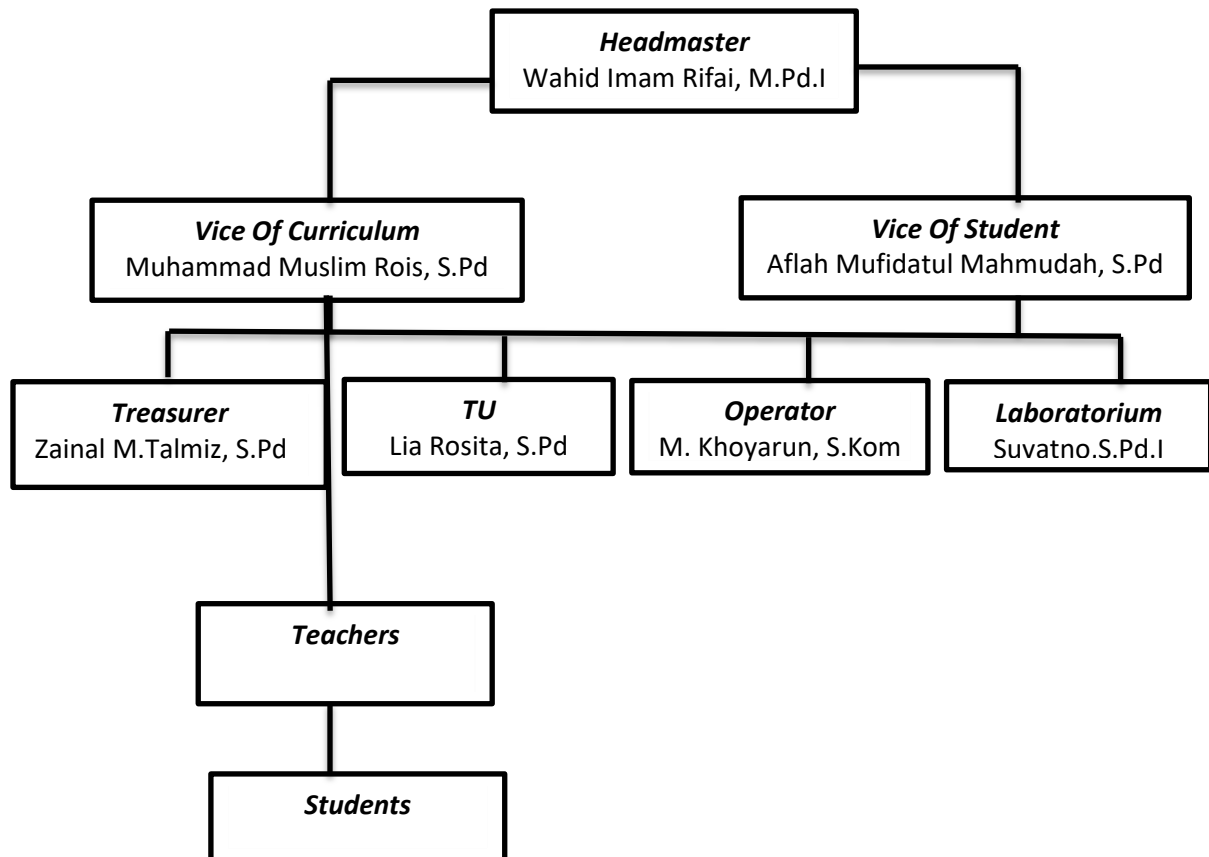 Headmaster
Wahid Imam Rifai, M.Pd.I
Vice Of Curriculum
Muhammad Muslim Rois, S.Pd
Vice Of Student
Aflah Mufidatul Mahmudah, S.Pd
Treasurer
Zainal M.Talmiz, S.Pd
TU
Lia Rosita, S.Pd
Operator
M. Khoyarun, S.Kom
Laboratorium
Suvatno.S.Pd.I
Teachers
Students